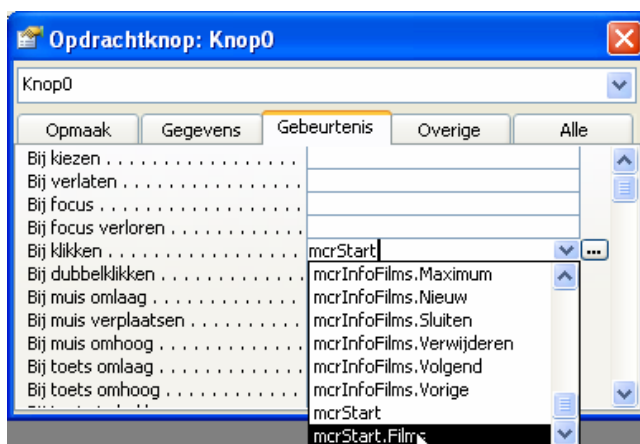 Opdrachtknop: Knop0
Knop0
Opmaak Gegevens Gebeurtenis Overige Alle
Bij kiezen . . . . . . . . . . . . . . . . .
Bij verlaten . . . . . . . . . . . . . . . .
Bij focus . . . . . . . . . . . . . . . . . .
Bij focus verloren . . . . . . . . . . . .
Bij klikken . . . . . . . . . . . . . . . . . mcrStart ...
Bij dubbelklikken . . . . . . . . . . . . . mcrInfoFilms.Maximum
Bij muis omlaag . . . . . . . . . . . . . mcrInfoFilms.Nieuw
Bij muis verplaatsen . . . . . . . . . . mcrInfoFilms.Sluiten
Bij muis omhoog . . . . . . . . . . . . . mcrInfoFilms.Verwijderen
Bij toets omlaag . . . . . . . . . . . . . mcrInfoFilms.Volgend
Bij toets omhoog . . . . . . . . . . . . mcrInfoFilms.Vorige
mcrStart
mcrStart.Films